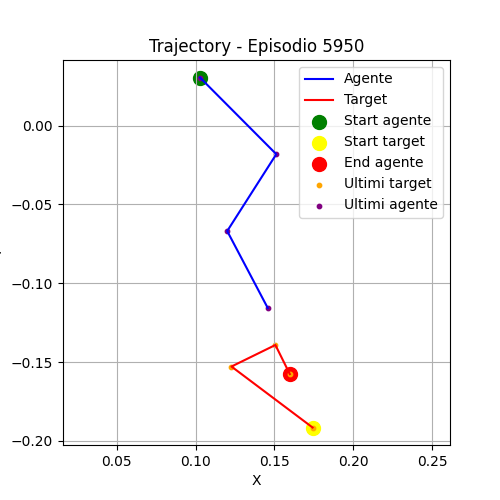 Trajectory - Episodio 5950
Agente
Target
Start agente
Start target
End agente
Ultimi target
Ultimi agente
0.00
−0.05
−0.10
−0.15
−0.20
0.05
0.10
0.15
0.20
0.25
X